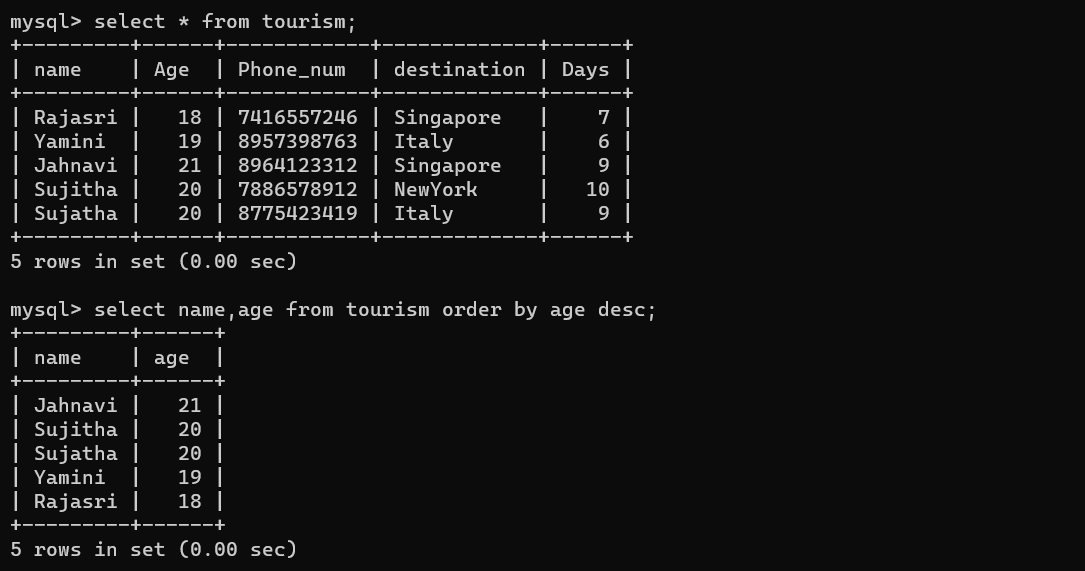 mysql> select * from tourism;
+---------+------+------------+-------------+------+
| name    | Age  | Phone_num  | destination | Days |
+---------+------+------------+-------------+------+
| Rajasri |   18 | 7416557246 | Singapore   |    7 |
| Yamini  |   19 | 8957398763 | Italy       |    6 |
| Jahnavi |   21 | 8964123312 | Singapore   |    9 |
| Sujitha |   20 | 7886578912 | NewYork     |   10 |
| Sujatha |   20 | 8775423419 | Italy       |    9 |
+---------+------+------------+-------------+------+
5 rows in set (0.00 sec)

mysql> select name,age from tourism order by age desc;
+---------+------+
| name    | age  |
+---------+------+
| Jahnavi |   21 |
| Sujitha |   20 |
| Sujatha |   20 |
| Yamini  |   19 |
| Rajasri |   18 |
+---------+------+
5 rows in set (0.00 sec)